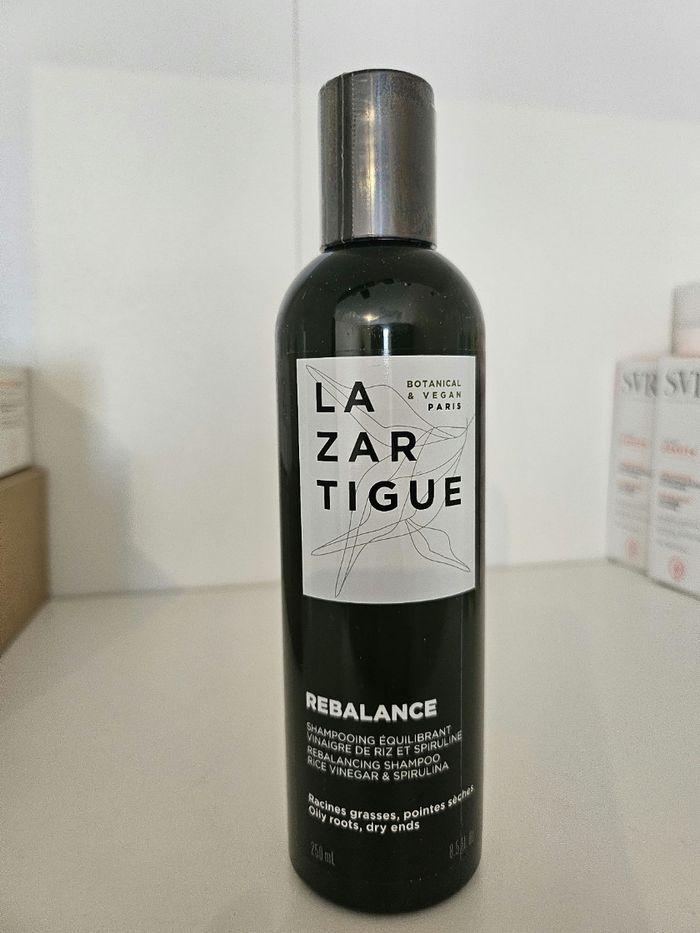 LA
ZAR
TIGUE
BOTANICAL
& VEGAN
PARIS
REBALANCE
SHAMPOOING ÉQUILIBRANT
VINAIGRE DE RIZ ET SPIRULINE
REBALANCING SHAMPOO
RICE VINEGAR & SPIRULINA
Racines grasses, pointes sèches
Oily roots, dry ends
250 mL
SVR